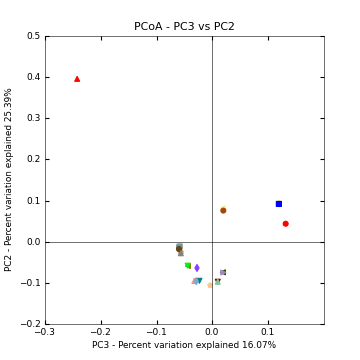 PCoA - PC3 vs PC2
0.5
0.4
0.3
0.2
0.1
0.0
−0.1
−0.2
−0.3 −0.2 −0.1 0.0 0.1
PC2 - Percent variation explained 25.39%
PC3 - Percent variation explained 16.07%